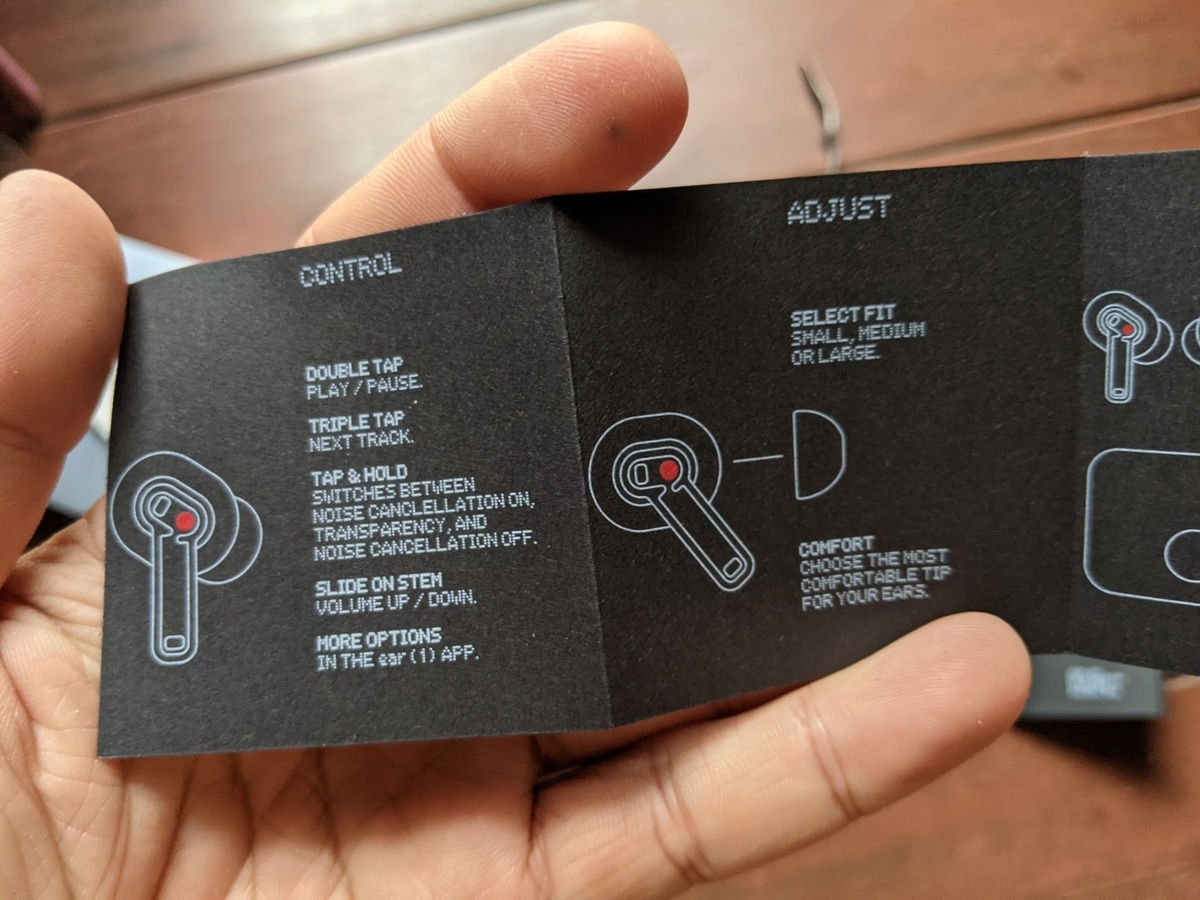 CONTROL
DOUBLE TAP
PLAY / PAUSE.
TRIPLE TAP
NEXT TRACK.
TAP & HOLD
SWITCHES BETWEEN
NOISE CANCLELLATION ON,
TRANSPARENCY, AND
NOISE CANCELLATION OFF.
SLIDE ON STEM
VOLUME UP / DOWN.
MORE OPTIONS
IN THE ear (1) APP.
ADJUST
SELECT FIT
SMALL, MEDIUM
OR LARGE.
COMFORT
CHOOSE THE MOST
COMFORTABLE TIP
FOR YOUR EARS.